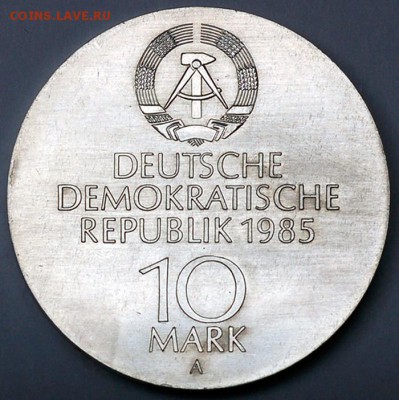 COINS.LAVE.RU
DEUTSCHE
DEMOKRATISCHE
REPUBLIK 1985
10
MARK
A